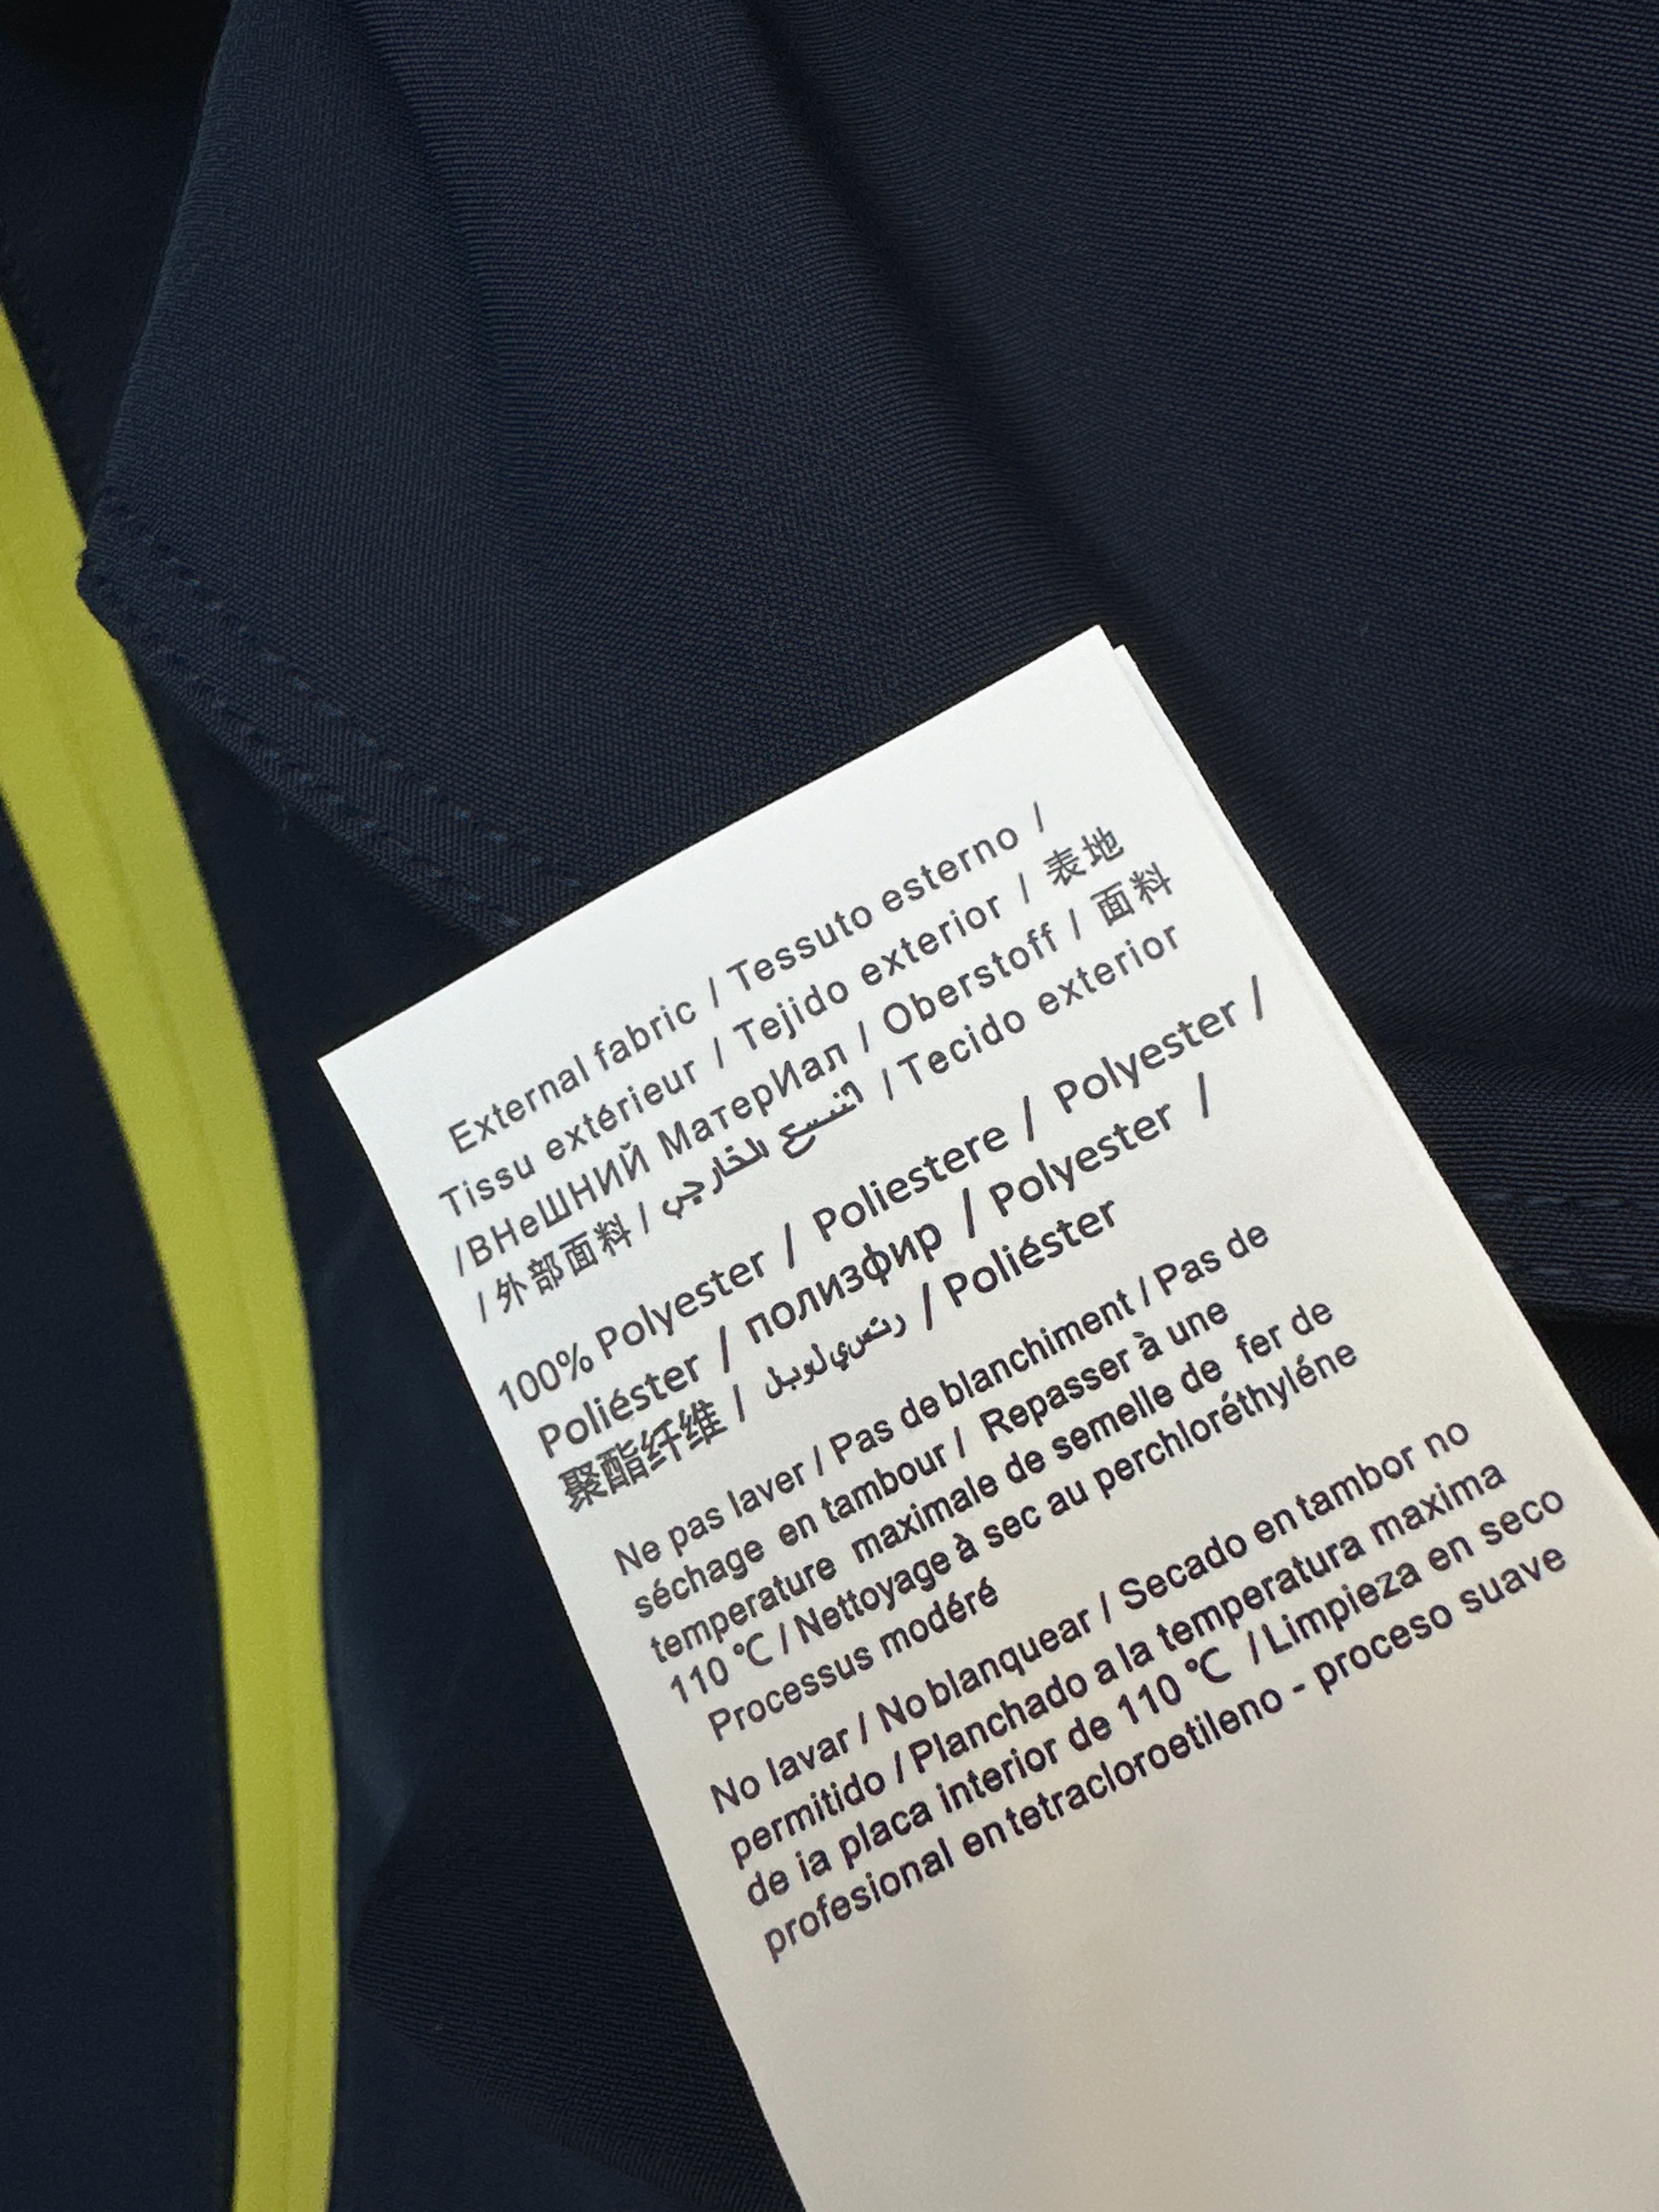 External fabric / Tessuto esterno /
Tissu extérieur / Tejido exterior / 表地
/ВНеШНИЙ МатерИал / Oberstoff / 面料
/ 外部面料 / الخارجي / Tecido exterior
100% Polyester / Poliestere / Polyester /
Poliéster / полизфир / Polyester /
聚酯纤维 / رتسيلوبل / Poliéster
Ne pas laver / Pas de blanchiment / Pas de
séchage en tambour / Repasser à une
temperature maximale de semelle de fer de
110 °C / Nettoyage à sec au perchloréthyléne
Processus modéré
No lavar / No blanquear / Secado en tambor no
permitido / Planchado a la temperatura maxima
de ia placa interior de 110 °C / Limpieza en seco
profesional en tetracloroetileno - proceso suave